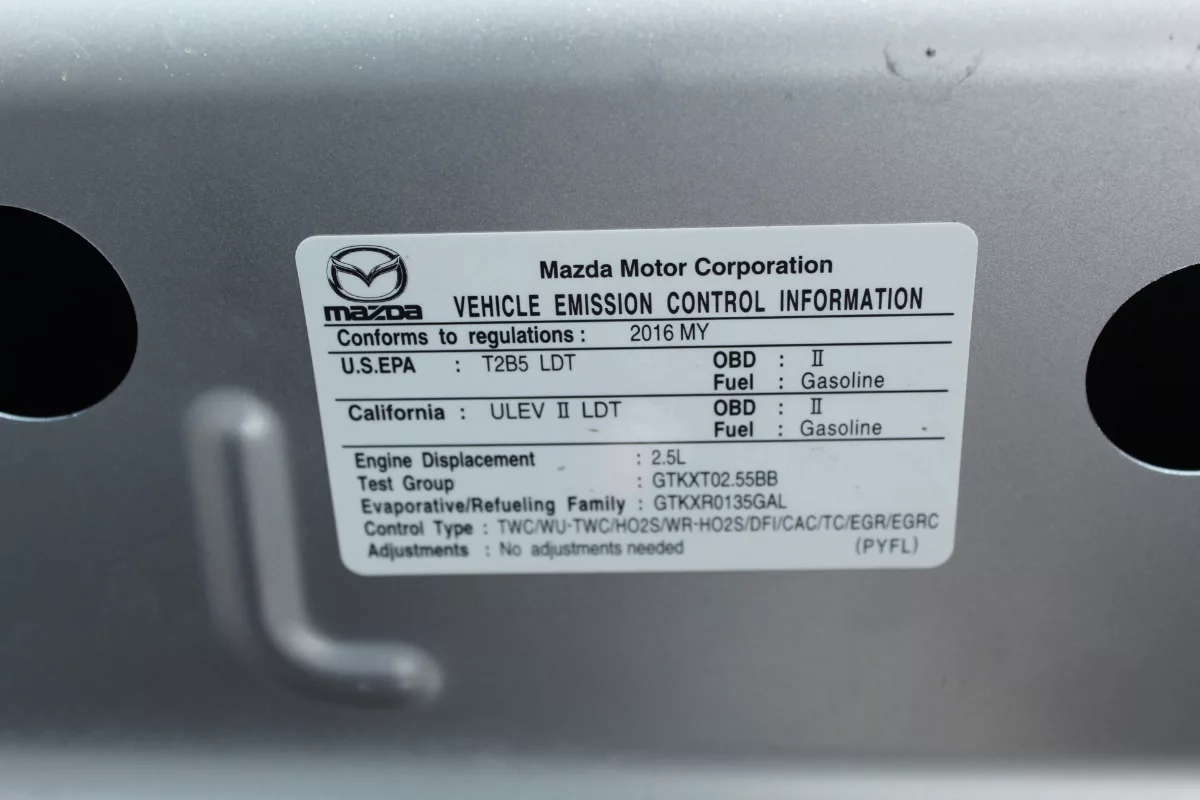 mazda
Mazda Motor Corporation
VEHICLE EMISSION CONTROL INFORMATION
Conforms to regulations : 2016 MY
U.S.EPA : T2B5 LDT OBD : II
Fuel : Gasoline
California : ULEV II LDT OBD : II
Fuel : Gasoline
Engine Displacement : 2.5L
Test Group : GTKXT02.55BB
Evaporative/Refueling Family : GTKXR0135GAL
Control Type : TWC/WU-TWC/HO2S/WR-HO2S/DFI/CAC/TC/EGR/EGRC
Adjustments : No adjustments needed (PYFL)